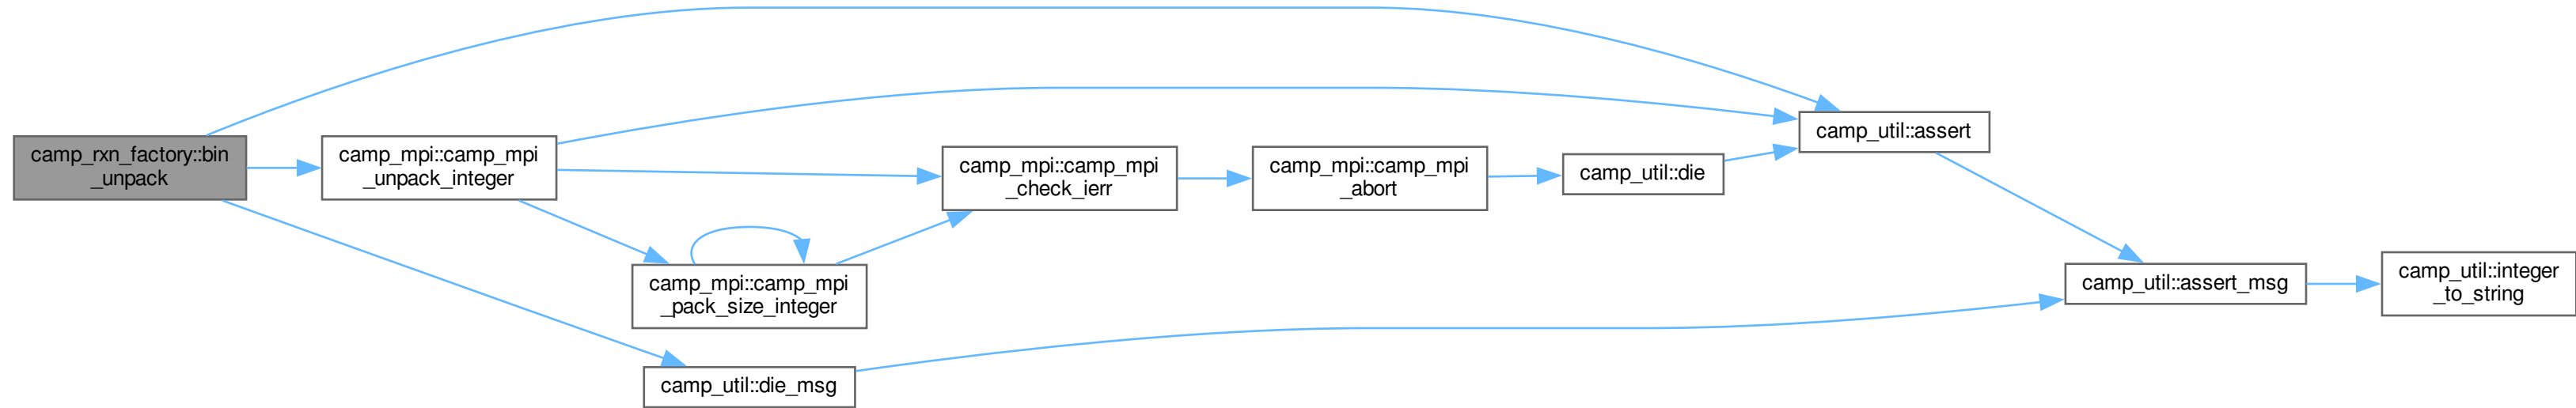 camp_rxn_factory::bin
_unpack
camp_mpi::camp_mpi
_unpack_integer
camp_mpi::camp_mpi
_pack_size_integer
camp_util::die_msg
camp_mpi::camp_mpi
_check_ierr
camp_mpi::camp_mpi
_abort
camp_util::die
camp_util::assert
camp_util::assert_msg
camp_util::integer
_to_string